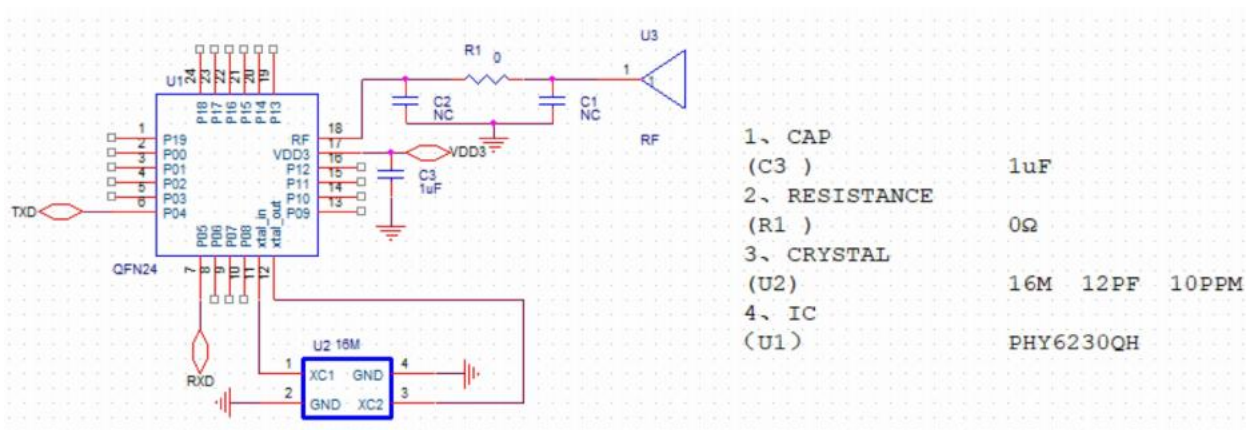 U1
24
23
22
21
20
19
P18
P17
P16
P15
P14
P13
1
2
3
4
5
6
P19
P00
P01
P02
P03
P04
TXD
RF
VDD3
P12
P11
P10
P09
18
17
16
15
14
13
P05
P06
P07
P08
xtal_in
xtal_out
QFN24
7
8
9
10
11
12
RXD
R1 0
C2
NC
C1
NC
U3
1
1
RF
VDD3
C3
1uF
U2 16M
1 XC1 GND 4
2 GND XC2 3
1、CAP
(C3 ) 1uF
2、RESISTANCE
(R1 ) 0Ω
3、CRYSTAL
(U2) 16M 12PF 10PPM
4、IC
(U1) PHY6230QH